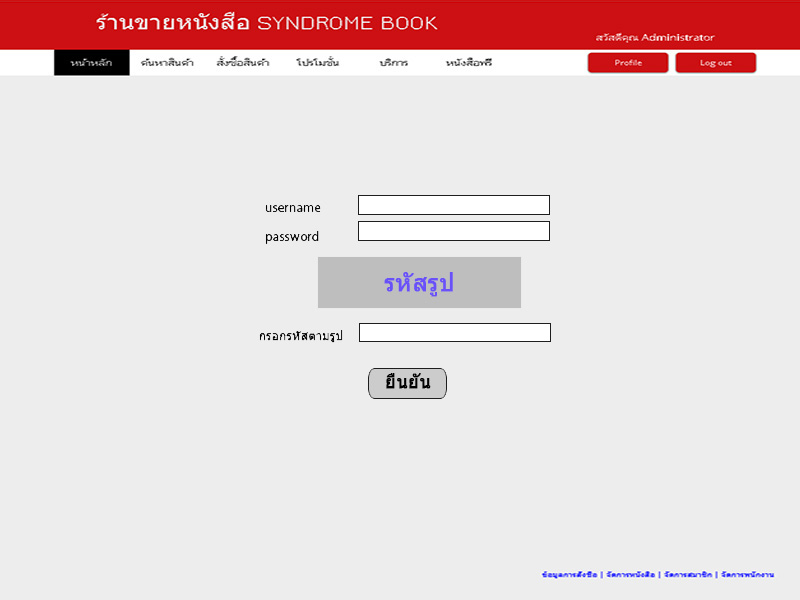 ร้านขายหนังสือ SYNDROME BOOK
สวัสดีคุณ Administrator
หน้าหลัก ค้นหาสินค้า สั่งซื้อสินค้า โปรโมชั่น บริการ หนังสือฟรี Profile Log out
username
password
รหัสรูป
กรอกรหัสตามรูป
ยืนยัน
ข้อมูลการสั่งซื้อ | จัดการหนังสือ | จัดการสมาชิก | จัดการพนักงาน